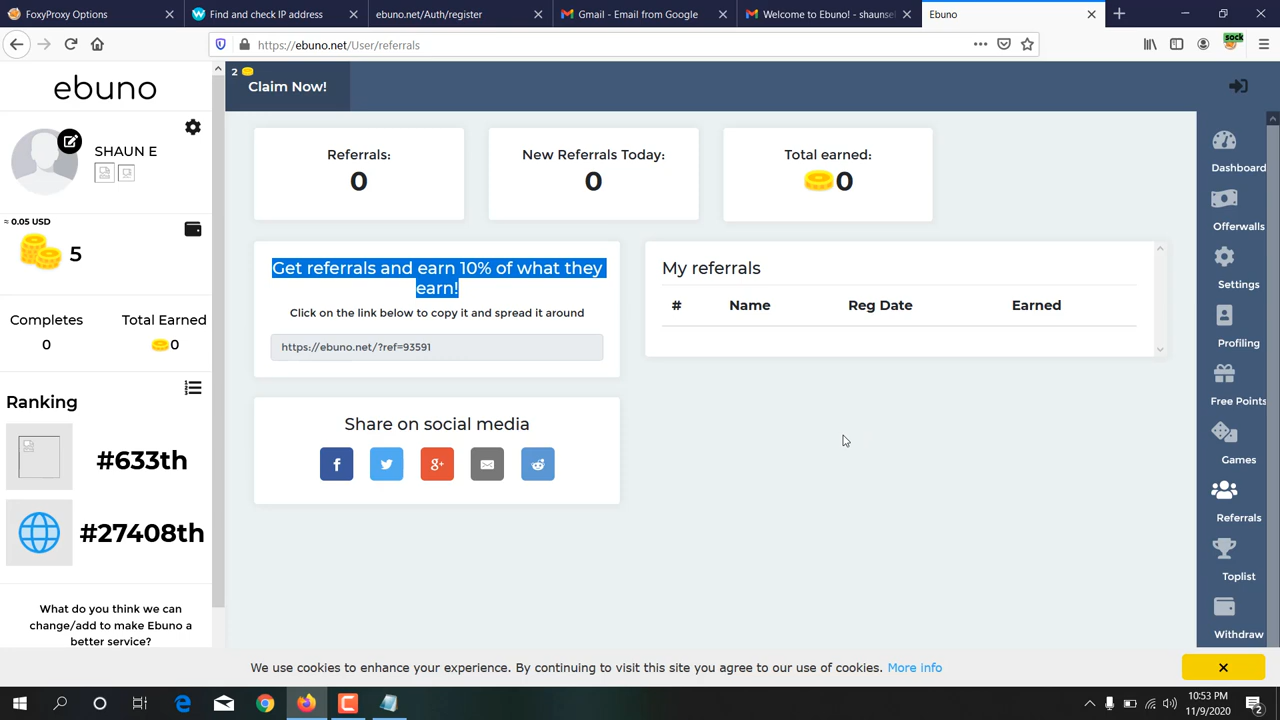 FoxyProxy Options
Find and check IP address
ebuno.net/Auth/register
Gmail - Email from Google
Welcome to Ebuno! - shaunsel
Ebuno
https://ebuno.net/User/referrals
sock
ebuno
2
Claim Now!
SHAUN E
≈ 0.05 USD
5
Completes
Total Earned
0
0
Ranking
#633th
#27408th
What do you think we can
change/add to make Ebuno a
better service?
Referrals:
0
New Referrals Today:
0
Total earned:
0
Get referrals and earn 10% of what they
earn!
Click on the link below to copy it and spread it around
https://ebuno.net/?ref=93591
My referrals
# Name Reg Date Earned
Share on social media
Dashboard
Offerwalls
Settings
Profiling
Free Points
Games
Referrals
Toplist
Withdraw
We use cookies to enhance your experience. By continuing to visit this site you agree to our use of cookies. More info
10:53 PM
11/9/2020
2